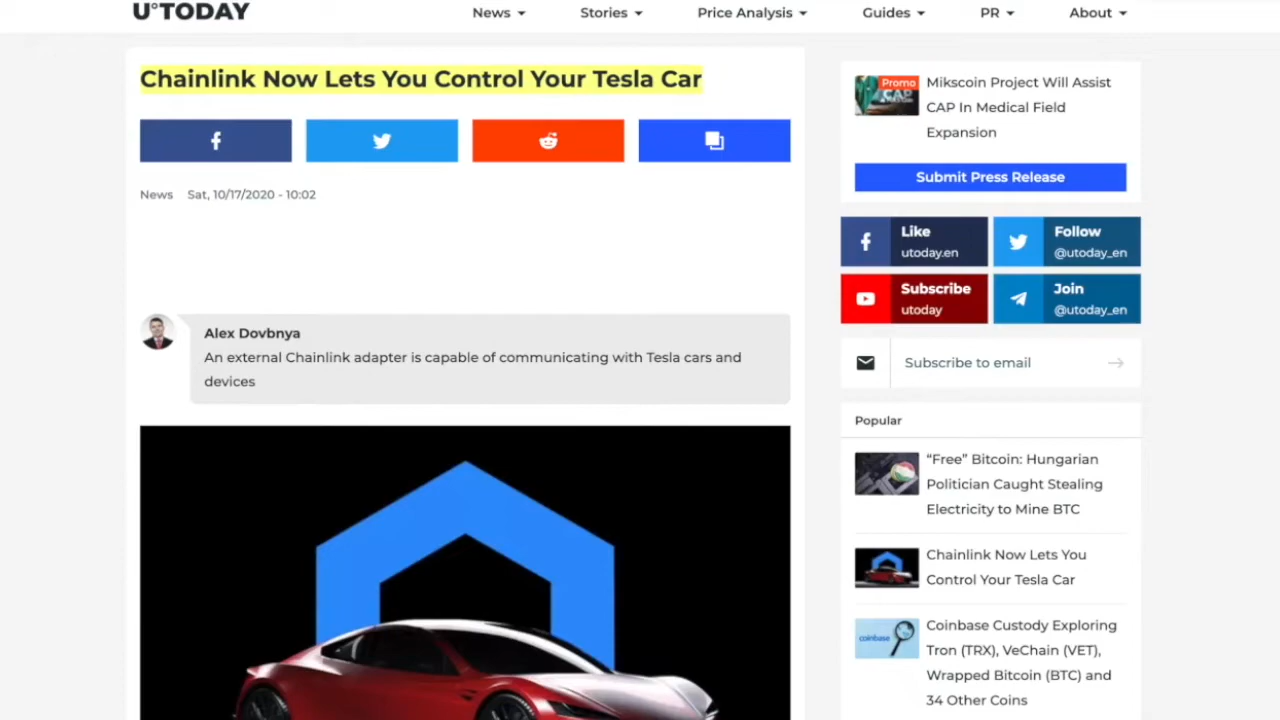 U°TODAY
News
Stories
Price Analysis
Guides
PR
About
Chainlink Now Lets You Control Your Tesla Car
News Sat, 10/17/2020 - 10:02
Alex Dovbnya
An external Chainlink adapter is capable of communicating with Tesla cars and
devices
Promo
CAP
Mikscoin Project Will Assist
CAP In Medical Field
Expansion
Submit Press Release
Like
utoday.en
Follow
@utoday_en
Subscribe
utoday
Join
@utoday_en
Subscribe to email
Popular
“Free” Bitcoin: Hungarian
Politician Caught Stealing
Electricity to Mine BTC
Chainlink Now Lets You
Control Your Tesla Car
coinbase
Coinbase Custody Exploring
Tron (TRX), VeChain (VET),
Wrapped Bitcoin (BTC) and
34 Other Coins